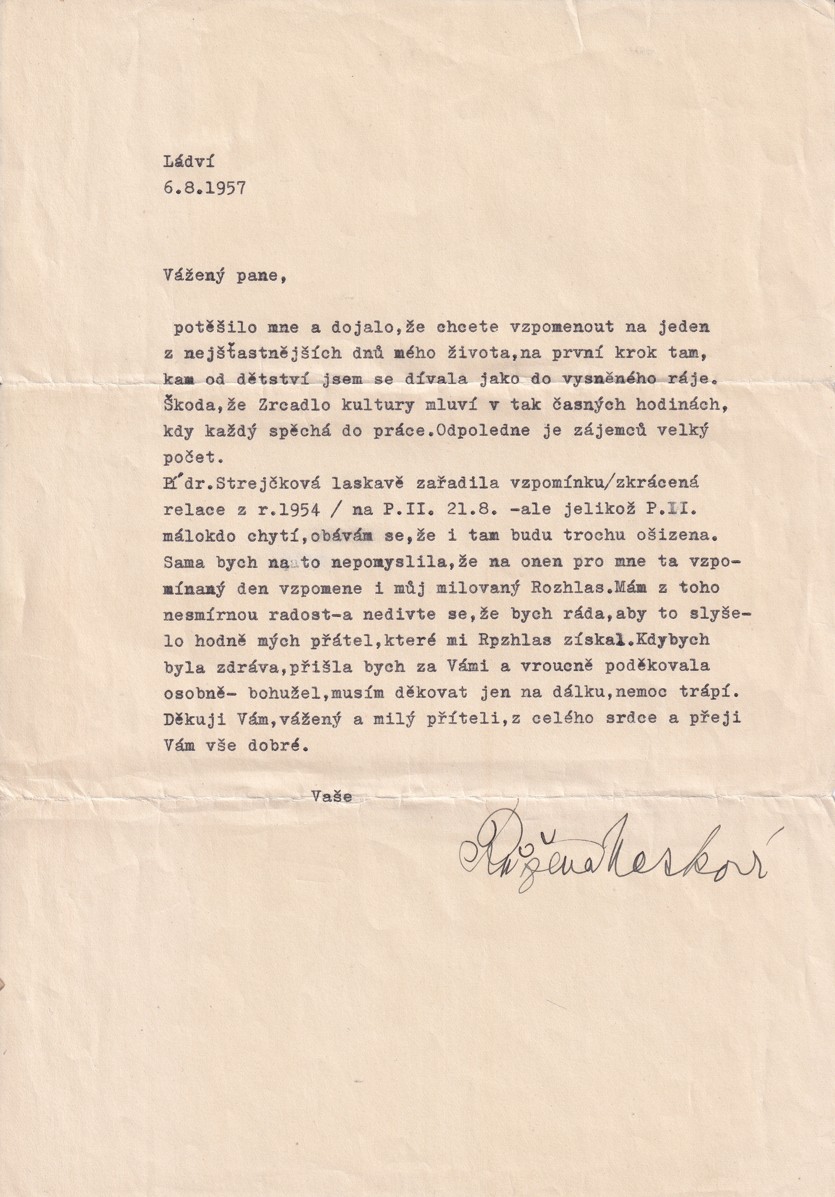 Ládví
6.8.1957
Vážený pane,
potěšilo mne a dojalo,že chcete vzpomenout na jeden
z nejšťastnějších dnů mého života,na první krok tam,
kam od dětství jsem se dívala jako do vysněného ráje.
Škoda,že Zrcadlo kultury mluví v tak časných hodinách,
kdy každý spěchá do práce.Odpoledne je zájemců velký
počet.
Pí dr.Strejčková laskavě zařadila vzpomínku/zkrácená
relace z r.1954 / na P.II. 21.8. -ale jelikož P.II.
málokdo chytí,obávám se,že i tam budu trochu ošizena.
Sama bych na to nepomyslila,že na onen pro mne ta vzpo-
mínaný den vzpomene i můj milovaný Rozhlas.Mám z toho
nesmírnou radost-a nedivte se,že bych ráda,aby to slyše-
lo hodně mých přátel,které mi Rpzhlas získal.Kdybych
byla zdráva,přišla bych za Vámi a vroucně poděkovala
osobně- bohužel,musím děkovat jen na dálku,nemoc trápí.
Děkuji Vám,vážený a milý příteli,z celého srdce a přeji
Vám vše dobré.
Vaše
Růžena Nasková